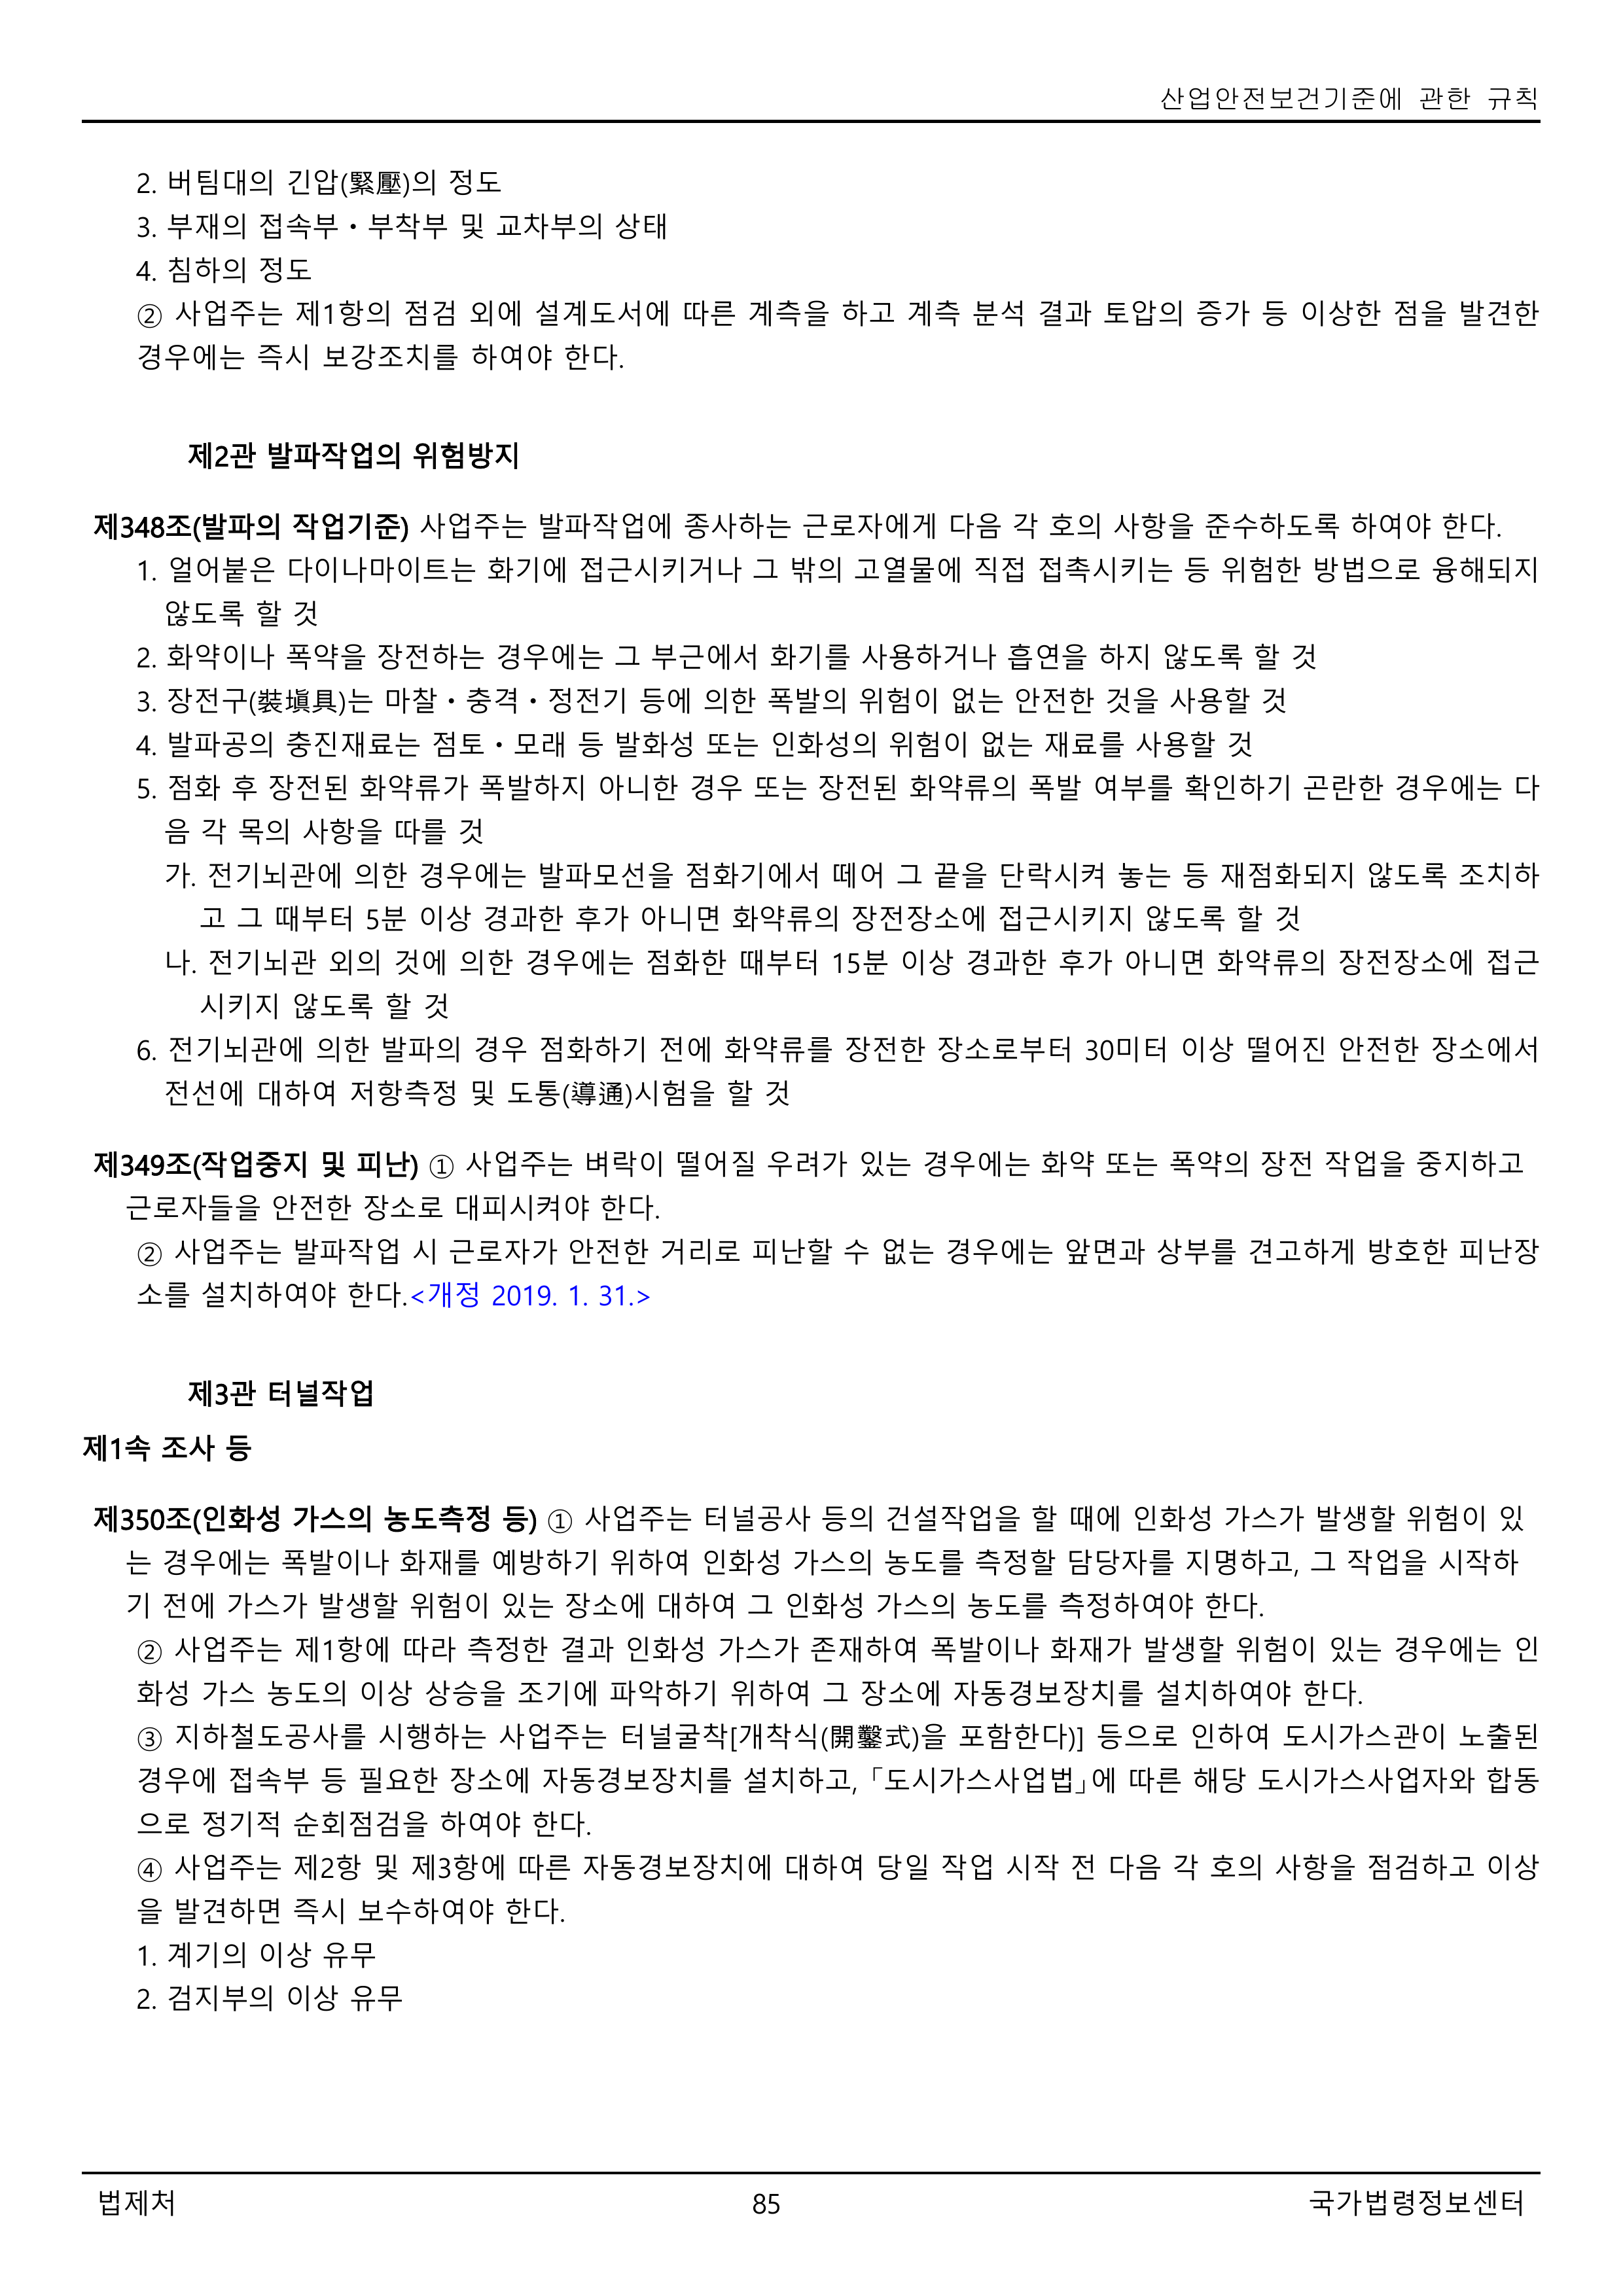 산업안전보건기준에 관한 규칙
2. 버팀대의 긴압(緊壓)의 정도
3. 부재의 접속부ㆍ부착부 및 교차부의 상태
4. 침하의 정도
② 사업주는 제1항의 점검 외에 설계도서에 따른 계측을 하고 계측 분석 결과 토압의 증가 등 이상한 점을 발견한
경우에는 즉시 보강조치를 하여야 한다.
제2관 발파작업의 위험방지
제348조(발파의 작업기준) 사업주는 발파작업에 종사하는 근로자에게 다음 각 호의 사항을 준수하도록 하여야 한다.
1. 얼어붙은 다이나마이트는 화기에 접근시키거나 그 밖의 고열물에 직접 접촉시키는 등 위험한 방법으로 융해되지
않도록 할 것
2. 화약이나 폭약을 장전하는 경우에는 그 부근에서 화기를 사용하거나 흡연을 하지 않도록 할 것
3. 장전구(裝塡具)는 마찰ㆍ충격ㆍ정전기 등에 의한 폭발의 위험이 없는 안전한 것을 사용할 것
4. 발파공의 충진재료는 점토ㆍ모래 등 발화성 또는 인화성의 위험이 없는 재료를 사용할 것
5. 점화 후 장전된 화약류가 폭발하지 아니한 경우 또는 장전된 화약류의 폭발 여부를 확인하기 곤란한 경우에는 다
음 각 목의 사항을 따를 것
가. 전기뇌관에 의한 경우에는 발파모선을 점화기에서 떼어 그 끝을 단락시켜 놓는 등 재점화되지 않도록 조치하
고 그 때부터 5분 이상 경과한 후가 아니면 화약류의 장전장소에 접근시키지 않도록 할 것
나. 전기뇌관 외의 것에 의한 경우에는 점화한 때부터 15분 이상 경과한 후가 아니면 화약류의 장전장소에 접근
시키지 않도록 할 것
6. 전기뇌관에 의한 발파의 경우 점화하기 전에 화약류를 장전한 장소로부터 30미터 이상 떨어진 안전한 장소에서
전선에 대하여 저항측정 및 도통(導通)시험을 할 것
제349조(작업중지 및 피난) ① 사업주는 벼락이 떨어질 우려가 있는 경우에는 화약 또는 폭약의 장전 작업을 중지하고
근로자들을 안전한 장소로 대피시켜야 한다.
② 사업주는 발파작업 시 근로자가 안전한 거리로 피난할 수 없는 경우에는 앞면과 상부를 견고하게 방호한 피난장
소를 설치하여야 한다.<개정 2019. 1. 31.>
제3관 터널작업
제1속 조사 등
제350조(인화성 가스의 농도측정 등) ① 사업주는 터널공사 등의 건설작업을 할 때에 인화성 가스가 발생할 위험이 있
는 경우에는 폭발이나 화재를 예방하기 위하여 인화성 가스의 농도를 측정할 담당자를 지명하고, 그 작업을 시작하
기 전에 가스가 발생할 위험이 있는 장소에 대하여 그 인화성 가스의 농도를 측정하여야 한다.
② 사업주는 제1항에 따라 측정한 결과 인화성 가스가 존재하여 폭발이나 화재가 발생할 위험이 있는 경우에는 인
화성 가스 농도의 이상 상승을 조기에 파악하기 위하여 그 장소에 자동경보장치를 설치하여야 한다.
③ 지하철도공사를 시행하는 사업주는 터널굴착[개착식(開鑿式)을 포함한다)] 등으로 인하여 도시가스관이 노출된
경우에 접속부 등 필요한 장소에 자동경보장치를 설치하고, 「도시가스사업법」에 따른 해당 도시가스사업자와 합동
으로 정기적 순회점검을 하여야 한다.
④ 사업주는 제2항 및 제3항에 따른 자동경보장치에 대하여 당일 작업 시작 전 다음 각 호의 사항을 점검하고 이상
을 발견하면 즉시 보수하여야 한다.
1. 계기의 이상 유무
2. 검지부의 이상 유무
법제처 85 국가법령정보센터